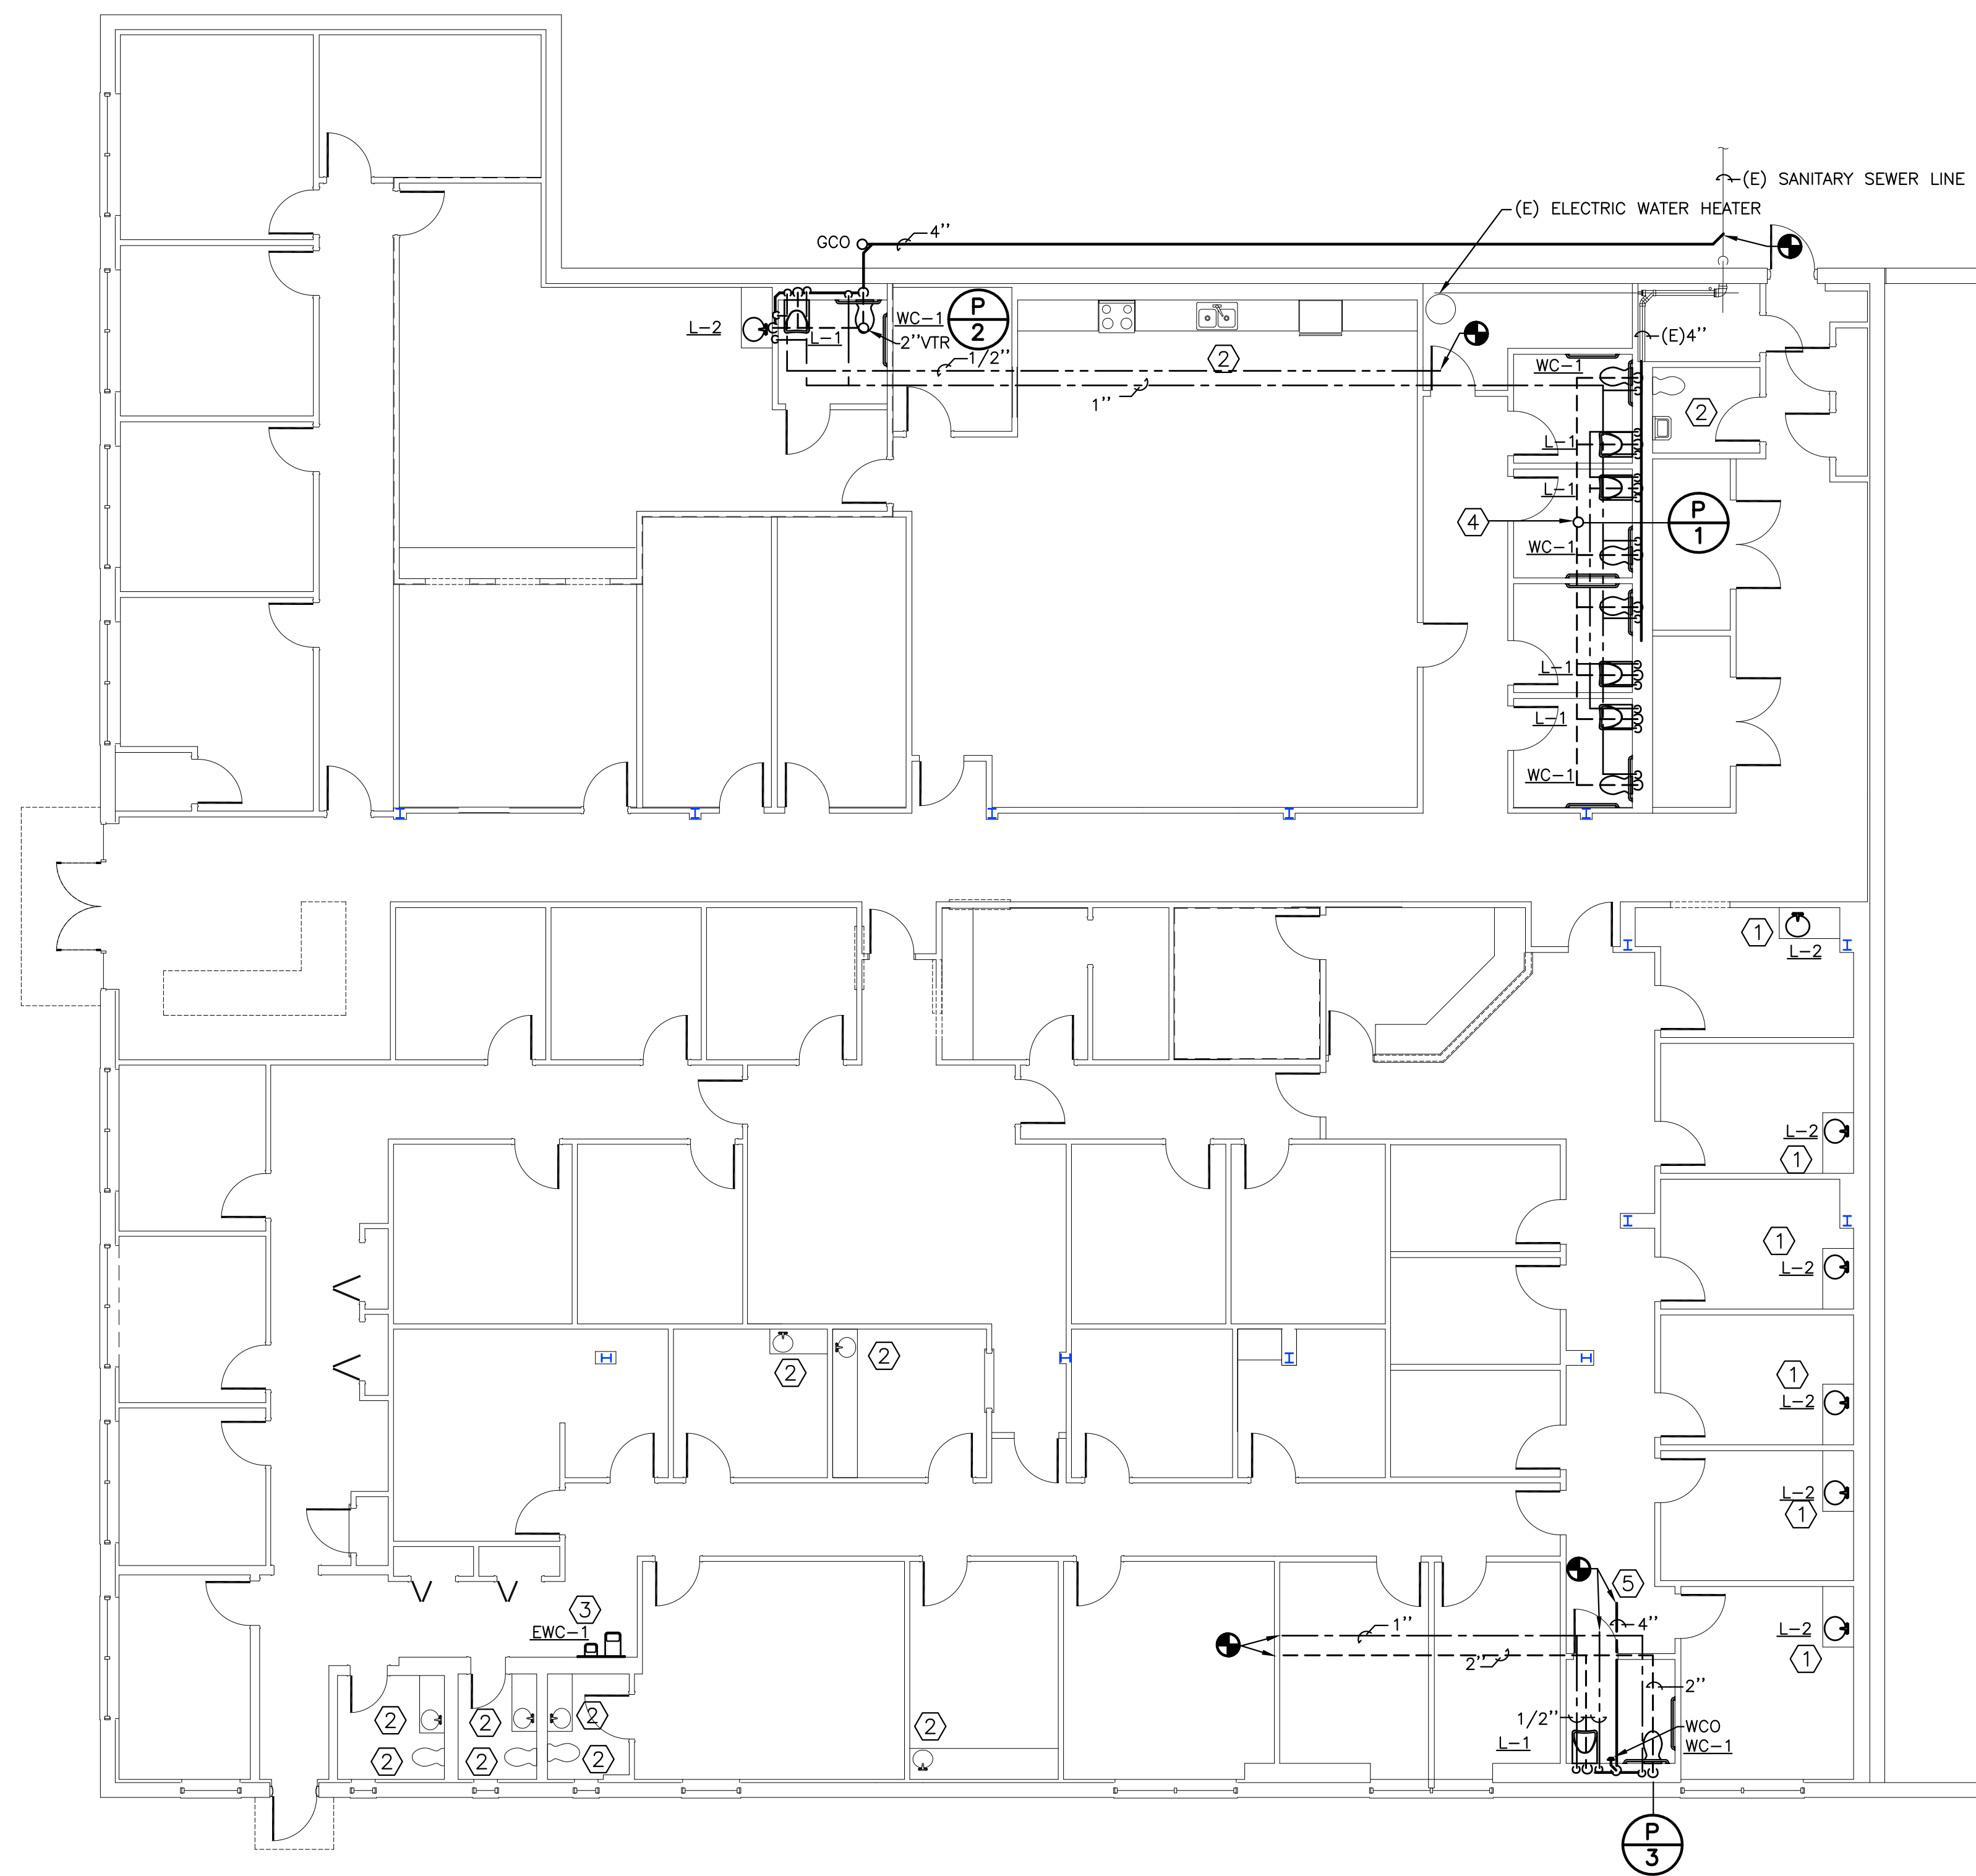 (E) SANITARY SEWER LINE
(E) ELECTRIC WATER HEATER
GCO
4''
L-2
L-1
WC-1
2''VTR
P
2
1/2''
1''
2
(E)4''
WC-1
2
L-1
L-1
4
P
1
WC-1
L-1
L-1
WC-1
1
L-2
L-2
1
1
L-2
2
2
1
L-2
L-2
1
3
EWC-1
5
4''
1''
2''
L-2
1
2''
2
2
2
2
2
2
2
1/2''
L-1
WCO
WC-1
P
3